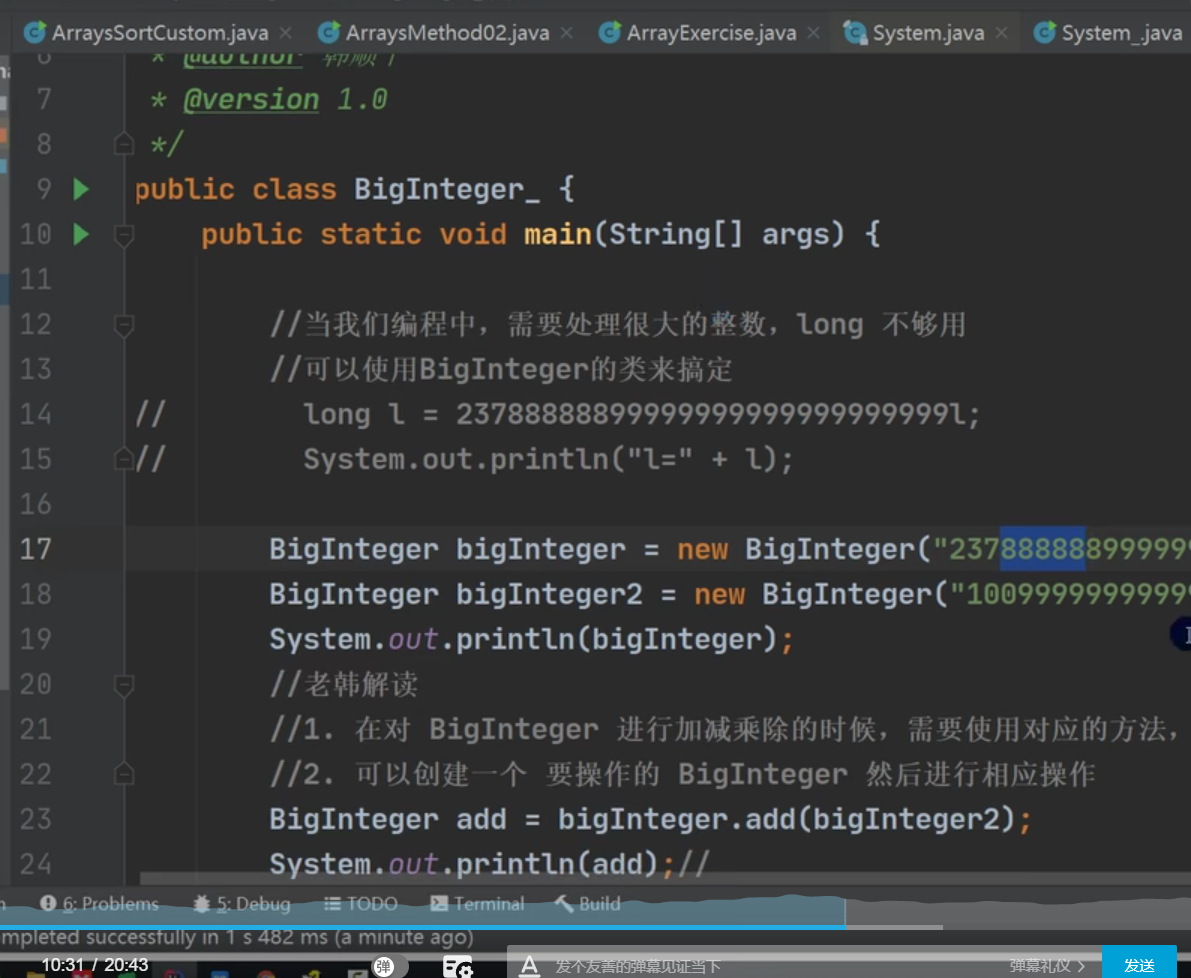 ArraysSortCustom.java × ArraysMethod02.java × ArrayExercise.java × System.java × System_.java
7 * @version 1.0
8 */
9 public class BigInteger_ {
10 public static void main(String[] args) {
11
12 //当我们编程中，需要处理很大的整数，long 不够用
13 //可以使用BigInteger的类来搞定
14 // long l = 23788888899999999999999999999l;
15 // System.out.println("l=" + l);
16
17 BigInteger bigInteger = new BigInteger("23788888899999
18 BigInteger bigInteger2 = new BigInteger("10099999999999
19 System.out.println(bigInteger);
20 //老韩解读
21 //1. 在对 BigInteger 进行加减乘除的时候，需要使用对应的方法，
22 //2. 可以创建一个 要操作的 BigInteger 然后进行相应操作
23 BigInteger add = bigInteger.add(bigInteger2);
24 System.out.println(add);//
6: Problems 5: Debug TODO Terminal Build
mpleted successfully in 1 s 482 ms (a minute ago)
10:31 / 20:43 弹 A 发个友善的弹幕见证当下 弹幕礼仪 > 发送